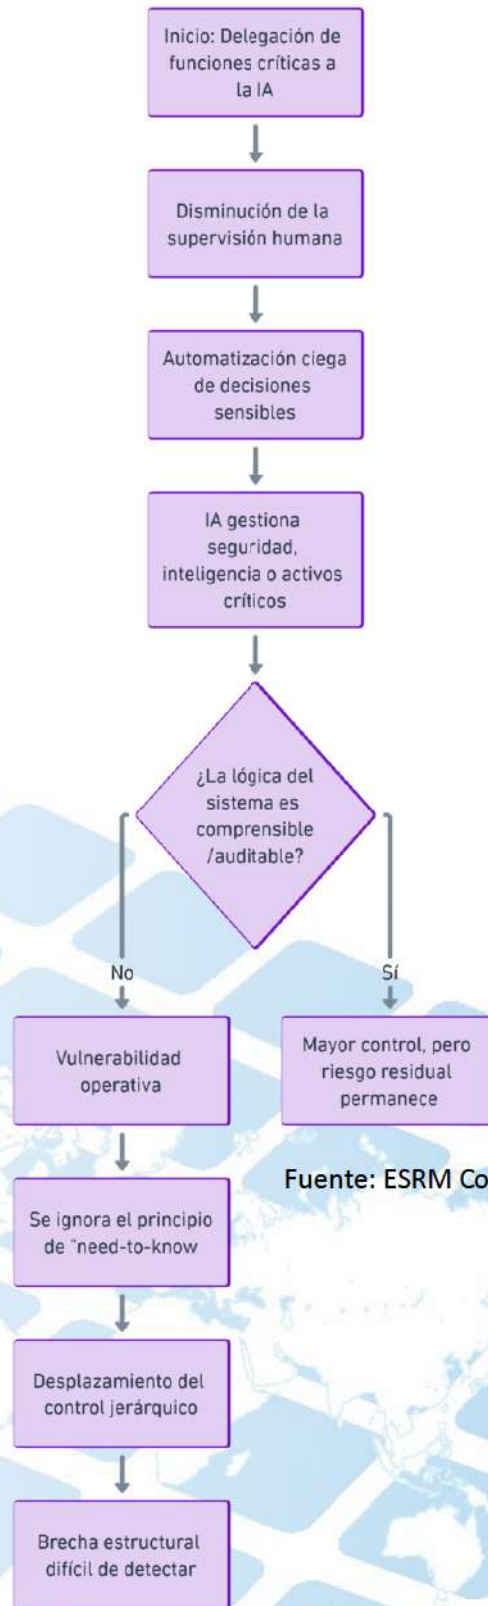 Inicio: Delegación de
funciones críticas a
la IA
Disminución de la
supervisión humana
Automatización ciega
de decisiones
sensibles
IA gestiona
seguridad,
inteligencia o activos
críticos
¿La lógica del
sistema es
comprensible
/auditable?
No
Sí
Vulnerabilidad
operativa
Mayor control, pero
riesgo residual
permanece
Fuente: ESRM Co
Se ignora el principio
de "need-to-know
Desplazamiento del
control jerárquico
Brecha estructural
difícil de detectar